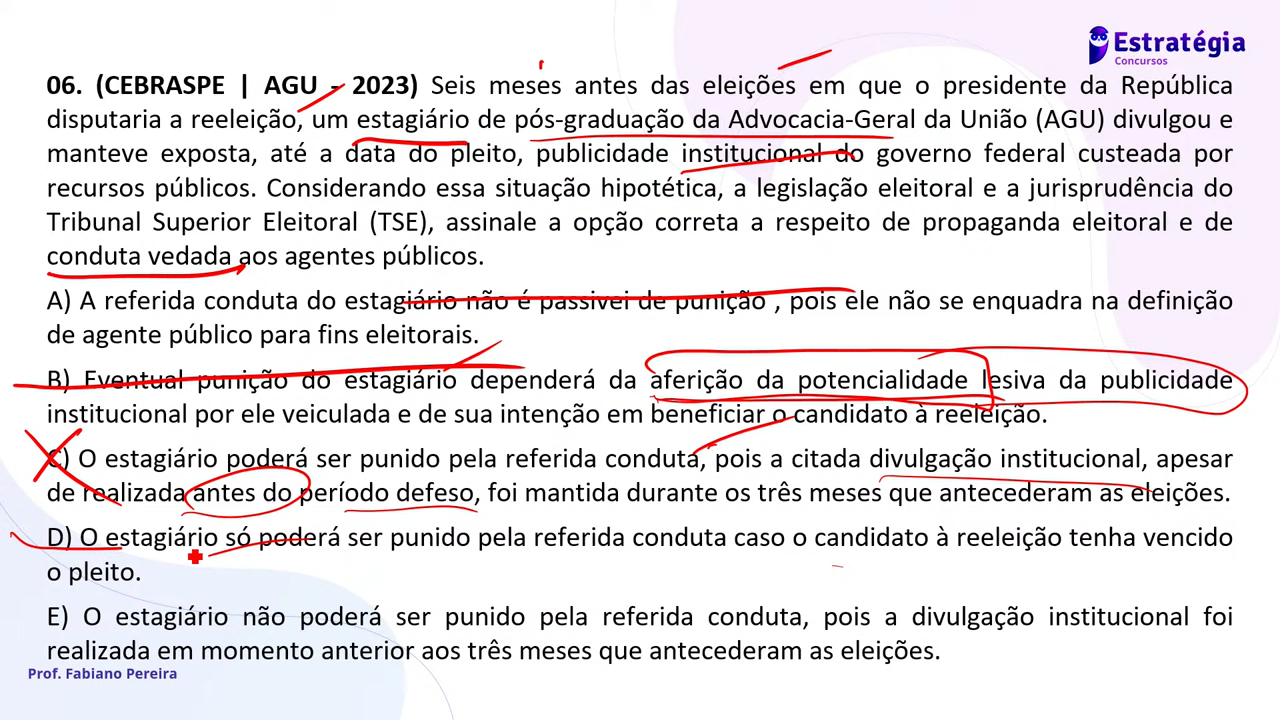 Estratégia
Concursos
06. (CEBRASPE | AGU - 2023) Seis meses antes das eleições em que o presidente da República
disputaria a reeleição, um estagiário de pós-graduação da Advocacia-Geral da União (AGU) divulgou e
manteve exposta, até a data do pleito, publicidade institucional do governo federal custeada por
recursos públicos. Considerando essa situação hipotética, a legislação eleitoral e a jurisprudência do
Tribunal Superior Eleitoral (TSE), assinale a opção correta a respeito de propaganda eleitoral e de
conduta vedada aos agentes públicos.
A) A referida conduta do estagiário não é passivel de punição , pois ele não se enquadra na definição
de agente público para fins eleitorais.
B) Eventual punição do estagiário dependerá da aferição da potencialidade lesiva da publicidade
institucional por ele veiculada e de sua intenção em beneficiar o candidato à reeleição.
C) O estagiário poderá ser punido pela referida conduta, pois a citada divulgação institucional, apesar
de realizada antes do período defeso, foi mantida durante os três meses que antecederam as eleições.
D) O estagiário só poderá ser punido pela referida conduta caso o candidato à reeleição tenha vencido
o pleito.
E) O estagiário não poderá ser punido pela referida conduta, pois a divulgação institucional foi
realizada em momento anterior aos três meses que antecederam as eleições.
Prof. Fabiano Pereira